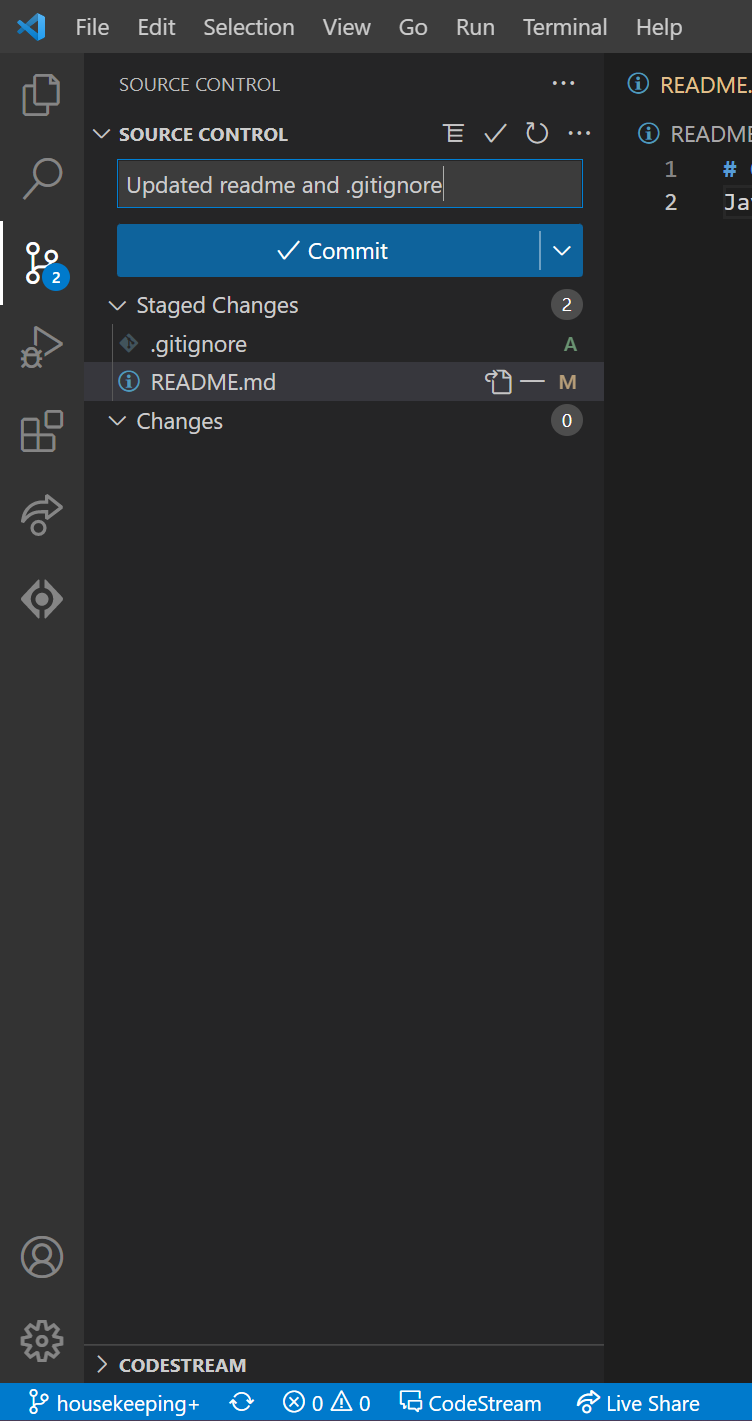 File Edit Selection View Go Run Terminal Help
SOURCE CONTROL ···
README.
SOURCE CONTROL ···
README
Updated readme and .gitignore
1 #
2 Ja
Commit
2
Staged Changes 2
.gitignore A
README.md M
Changes 0
CODESTREAM
housekeeping+ 0 0 CodeStream Live Share